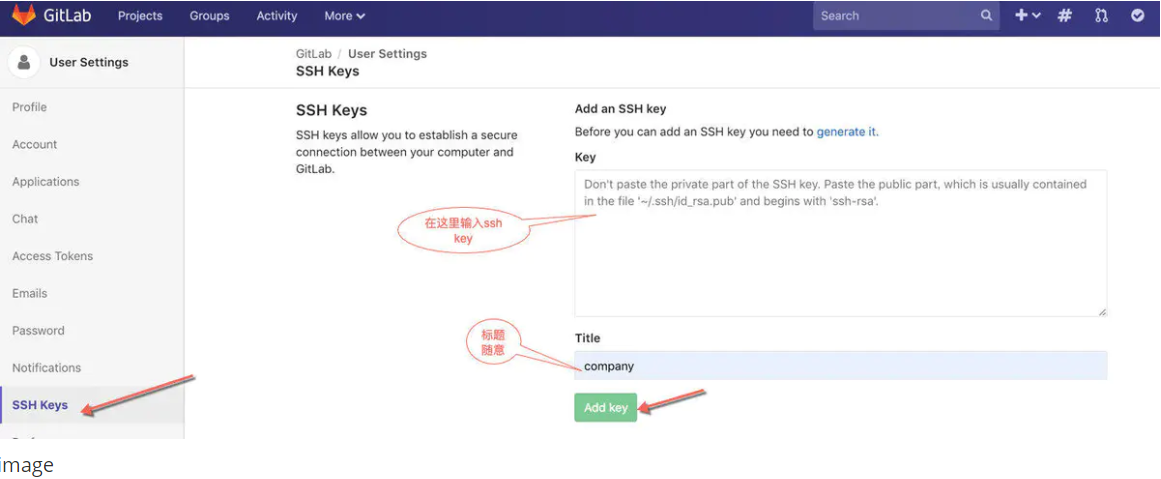 GitLab Projects Groups Activity More Search
User Settings
GitLab / User Settings
SSH Keys
Profile
Account
Applications
Chat
Access Tokens
Emails
Password
Notifications
SSH Keys
SSH Keys
SSH keys allow you to establish a secure
connection between your computer and
GitLab.
Add an SSH key
Before you can add an SSH key you need to generate it.
Key
Don't paste the private part of the SSH key. Paste the public part, which is usually contained
in the file '~/.ssh/id_rsa.pub' and begins with 'ssh-rsa'.
在这里输入ssh
key
标题
随意
Title
company
Add key
image